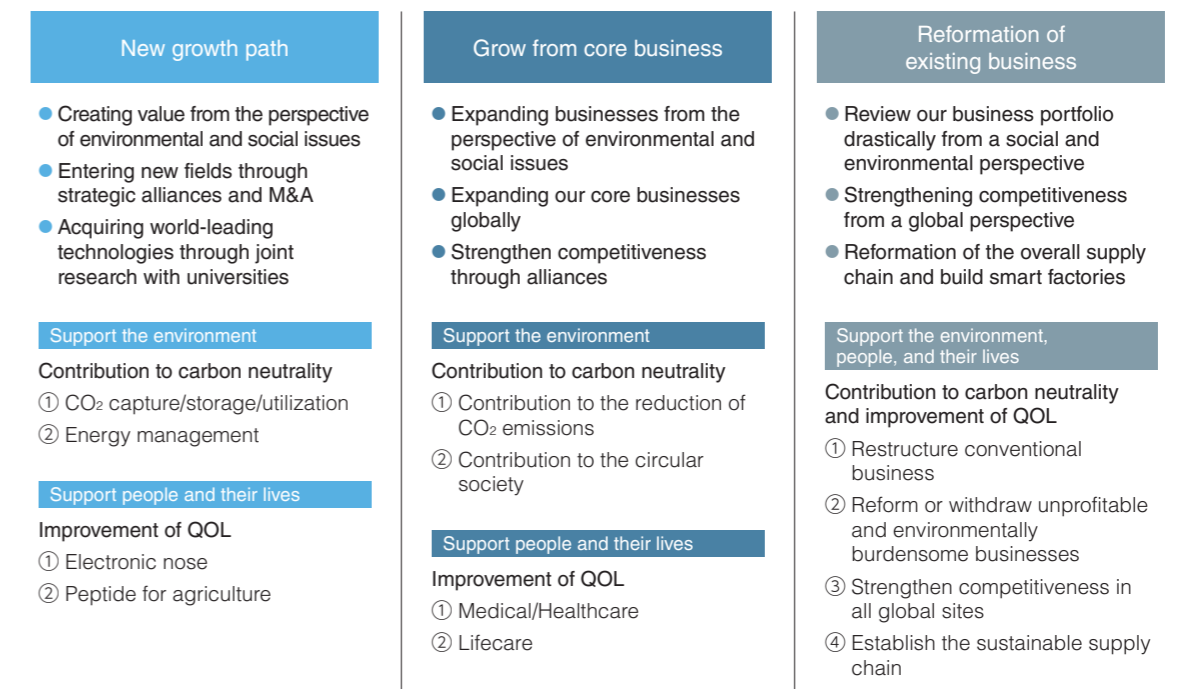 New growth path
● Creating value from the perspective
of environmental and social issues
● Entering new fields through
strategic alliances and M&A
● Acquiring world-leading
technologies through joint
research with universities
Support the environment
Contribution to carbon neutrality
① CO₂ capture/storage/utilization
② Energy management
Support people and their lives
Improvement of QOL
① Electronic nose
② Peptide for agriculture
Grow from core business
● Expanding businesses from the
perspective of environmental and
social issues
● Expanding our core businesses
globally
● Strengthen competitiveness
through alliances
Support the environment
Contribution to carbon neutrality
① Contribution to the reduction of
CO₂ emissions
② Contribution to the circular
society
Support people and their lives
Improvement of QOL
① Medical/Healthcare
② Lifecare
Reformation of
existing business
● Review our business portfolio
drastically from a social and
environmental perspective
● Strengthening competitiveness
from a global perspective
● Reformation of the overall supply
chain and build smart factories
Support the environment,
people, and their lives
Contribution to carbon neutrality
and improvement of QOL
① Restructure conventional
business
② Reform or withdraw unprofitable
and environmentally
burdensome businesses
③ Strengthen competitiveness in
all global sites
④ Establish the sustainable supply
chain